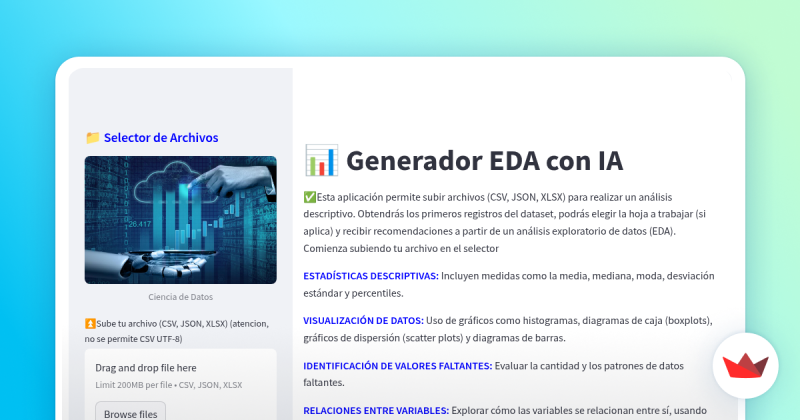 📁 Selector de Archivos
26.417
Ciencia de Datos
⏫Sube tu archivo (CSV, JSON, XLSX) (atencion,
no se permite CSV UTF-8)
Drag and drop file here
Limit 200MB per file • CSV, JSON, XLSX
Browse files
📊 Generador EDA con IA
✅Esta aplicación permite subir archivos (CSV, JSON, XLSX) para realizar un análisis
descriptivo. Obtendrás los primeros registros del dataset, podrás elegir la hoja a trabajar (si
aplica) y recibir recomendaciones a partir de un análisis exploratorio de datos (EDA).
Comienza subiendo tu archivo en el selector
ESTADÍSTICAS DESCRIPTIVAS: Incluyen medidas como la media, mediana, moda, desviación
estándar y percentiles.
VISUALIZACIÓN DE DATOS: Uso de gráficos como histogramas, diagramas de caja (boxplots),
gráficos de dispersión (scatter plots) y diagramas de barras.
IDENTIFICACIÓN DE VALORES FALTANTES: Evaluar la cantidad y los patrones de datos
faltantes.
RELACIONES ENTRE VARIABLES: Explorar cómo las variables se relacionan entre sí, usando